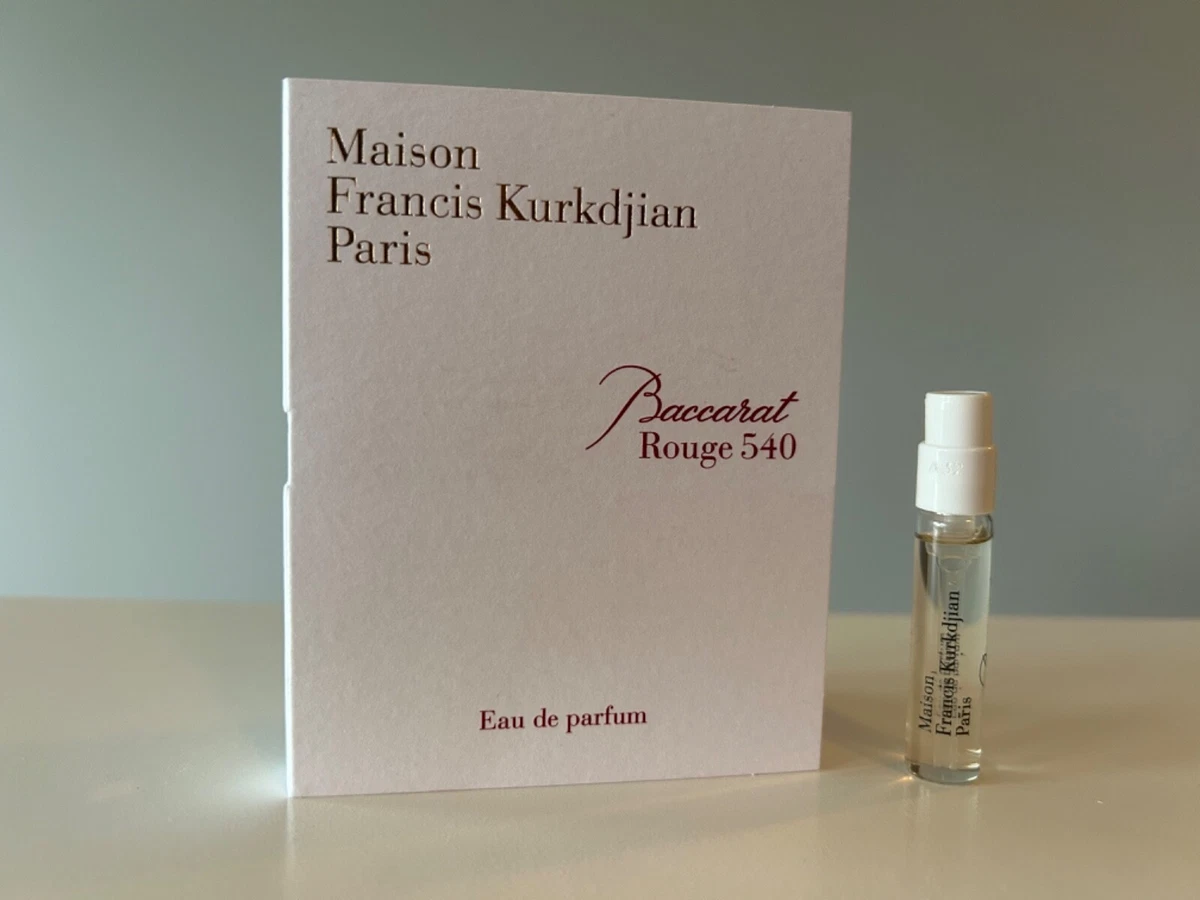 Maison
Francis Kurkdjian
Paris
Baccarat
Rouge 540
Eau de parfum
Maison
Francis Kurkdjian
Paris